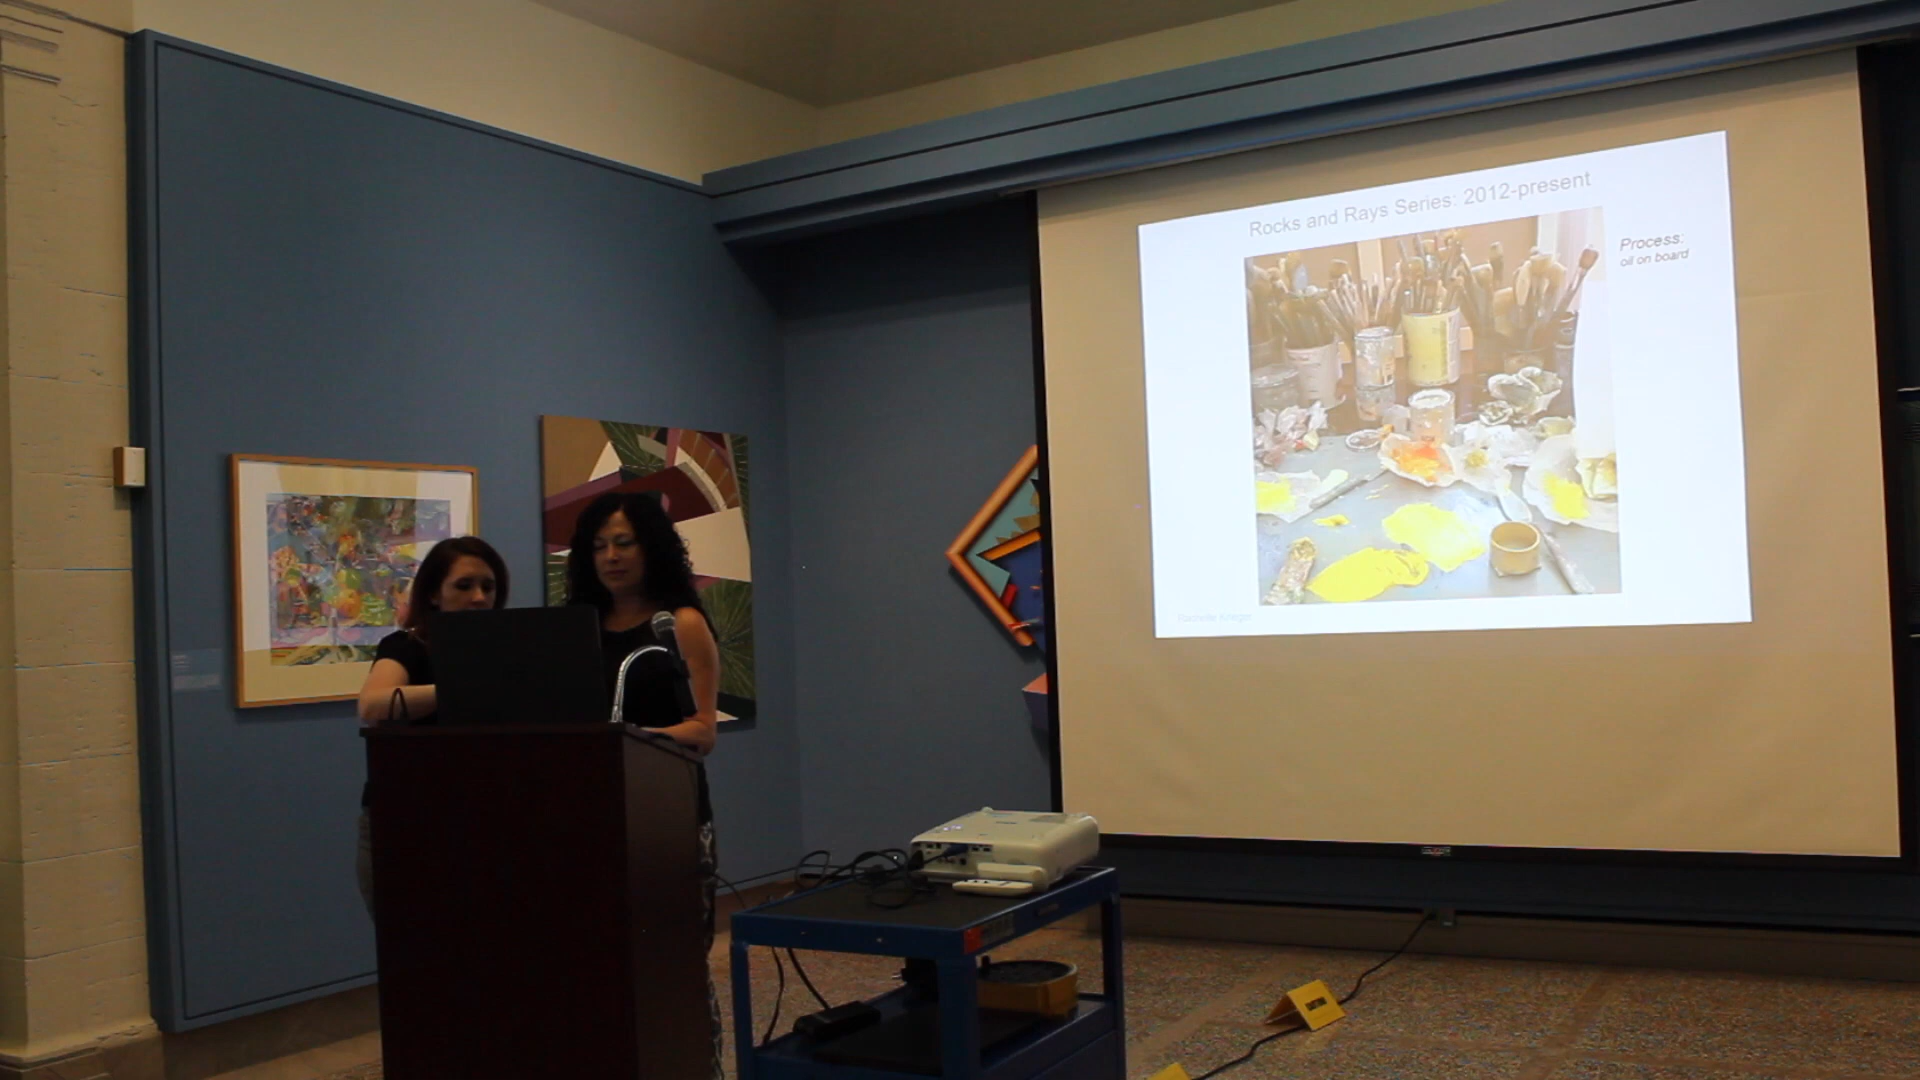 Rocks and Rays Series: 2012-present
Process:
oil on board